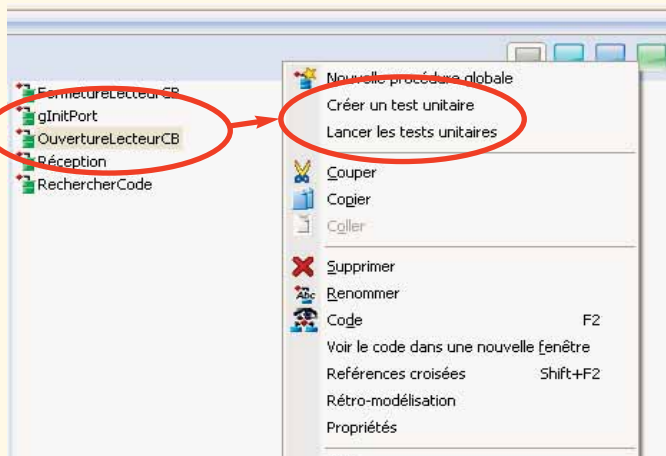 FermetureLecteurCB
gInitPort
OuvertureLecteurCB
Réception
RechercherCode
Nouvelle procédure globale
Créer un test unitaire
Lancer les tests unitaires
Couper
Copier
Coller
Supprimer
Renommer
Code F2
Voir le code dans une nouvelle fenêtre
Références croisées Shift+F2
Rétro-modélisation
Propriétés